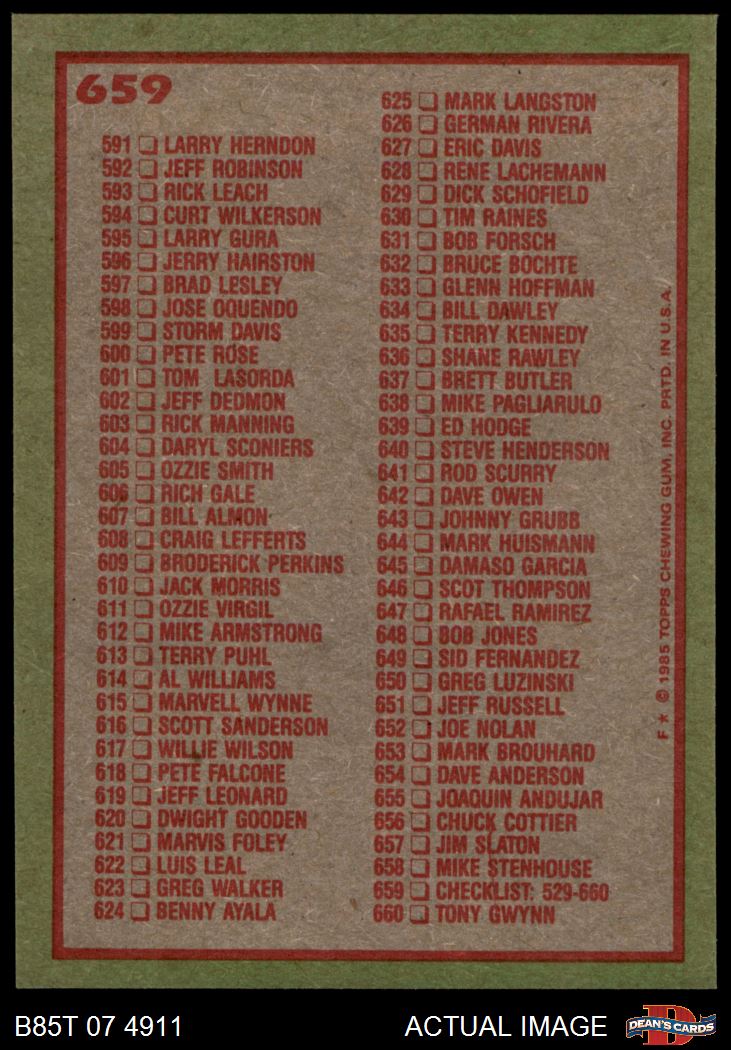 659
591 LARRY HERNDON
592 JEFF ROBINSON
593 RICK LEACH
594 CURT WILKERSON
595 LARRY GURA
596 JERRY HAIRSTON
597 BRAD LESLEY
598 JOSE OQUENDO
599 STORM DAVIS
600 PETE ROSE
601 TOM LASORDA
602 JEFF DEDMON
603 RICK MANNING
604 DARYL SCONIERS
605 OZZIE SMITH
606 RICH GALE
607 BILL ALMON
608 CRAIG LEFFERTS
609 BRODERICK PERKINS
610 JACK MORRIS
611 OZZIE VIRGIL
612 MIKE ARMSTRONG
613 TERRY PUHL
614 AL WILLIAMS
615 MARVELL WYNNE
616 SCOTT SANDERSON
617 WILLIE WILSON
618 PETE FALCONE
619 JEFF LEONARD
620 DWIGHT GOODEN
621 MARVIS FOLEY
622 LUIS LEAL
623 GREG WALKER
624 BENNY AYALA
625 MARK LANGSTON
626 GERMAN RIVERA
627 ERIC DAVIS
628 RENE LACHEMANN
629 DICK SCHOFIELD
630 TIM RAINES
631 BOB FORSCH
632 BRUCE BOCHTE
633 GLENN HOFFMAN
634 BILL DAWLEY
635 TERRY KENNEDY
636 SHANE RAWLEY
637 BRETT BUTLER
638 MIKE PAGLIARULO
639 ED HODGE
640 STEVE HENDERSON
641 ROD SCURRY
642 DAVE OWEN
643 JOHNNY GRUBB
644 MARK HUISMANN
645 DAMASO GARCIA
646 SCOT THOMPSON
647 RAFAEL RAMIREZ
648 BOB JONES
649 SID FERNANDEZ
650 GREG LUZINSKI
651 JEFF RUSSELL
652 JOE NOLAN
653 MARK BROUHARD
654 DAVE ANDERSON
655 JOAQUIN ANDUJAR
656 CHUCK COTTIER
657 JIM SLATON
658 MIKE STENHOUSE
659 CHECKLIST: 529-660
660 TONY GWYNN
F ★ © 1985 TOPPS CHEWING GUM, INC. PRTD. IN U.S.A.
B85T 07 4911
ACTUAL IMAGE
D
DEAN'S CARDS